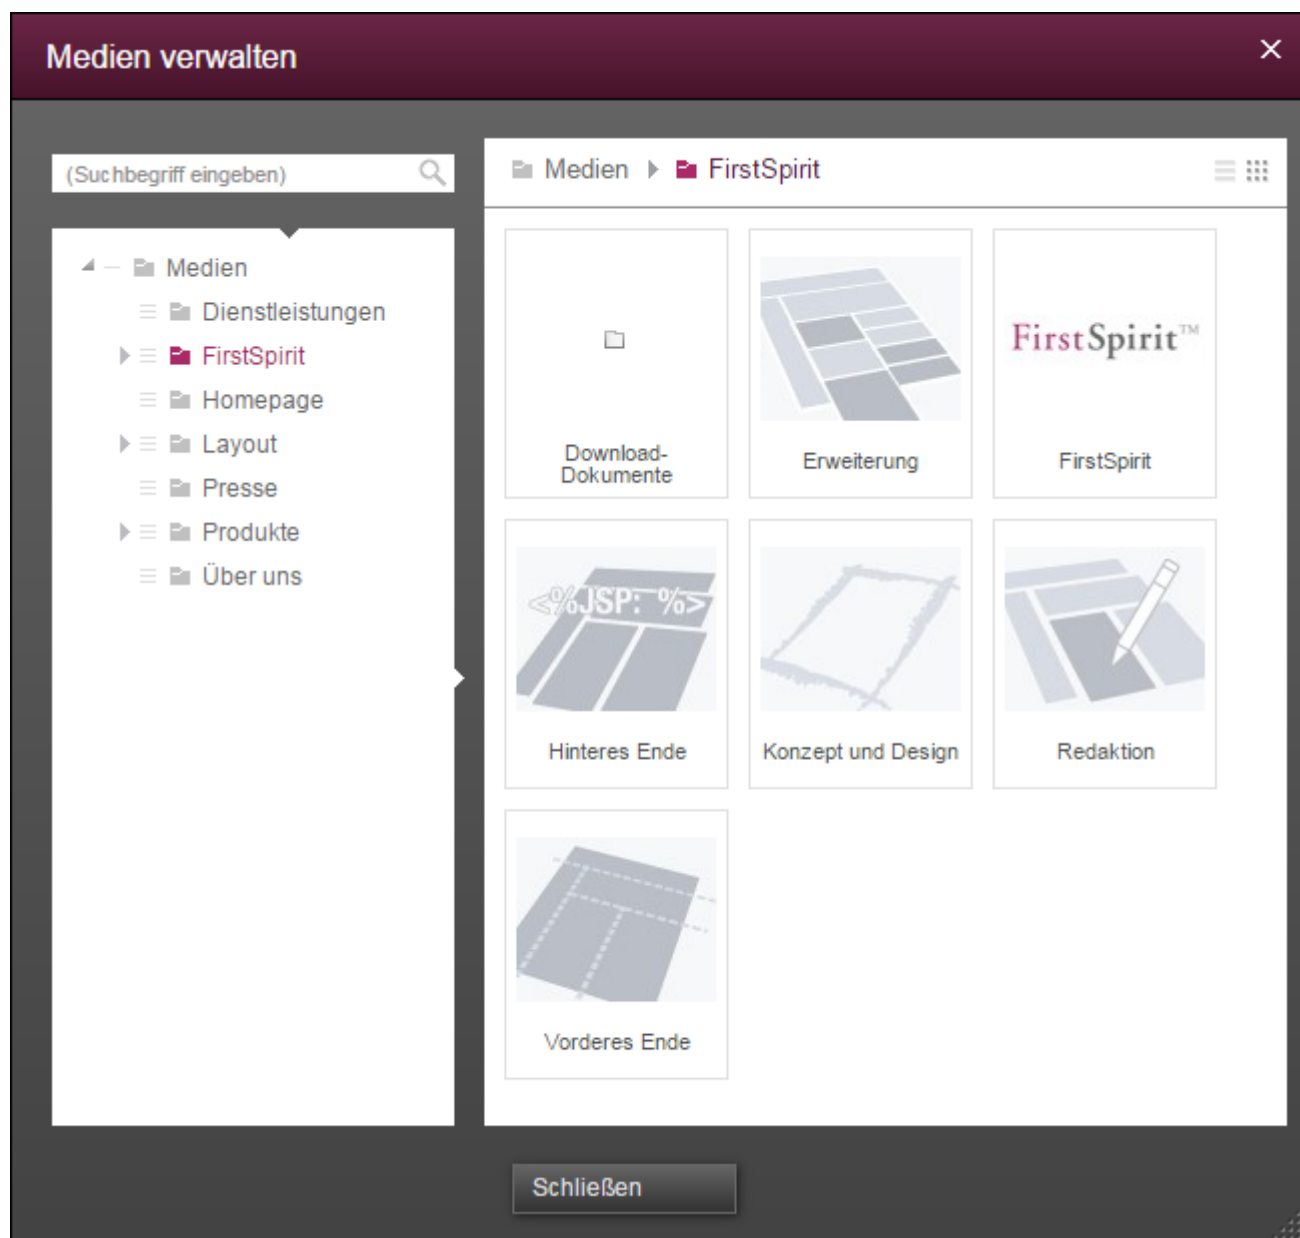 Medien verwalten
(Suchbegriff eingeben)
Medien
Dienstleistungen
FirstSpirit
Homepage
Layout
Presse
Produkte
Über uns
Medien FirstSpirit
Download-
Dokumente
Erweiterung
FirstSpirit™
FirstSpirit
<%JSP: %>
Hinteres Ende
Konzept und Design
Redaktion
Vorderes Ende
Schließen